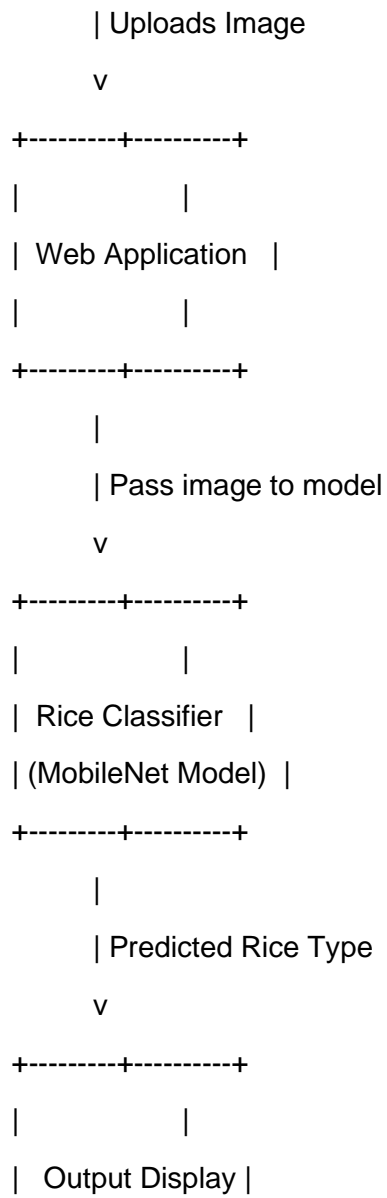 | Uploads Image
v
+---------+----------+
| |
| Web Application |
| |
+---------+----------+
|
| Pass image to model
v
+---------+----------+
| |
| Rice Classifier |
| (MobileNet Model) |
+---------+----------+
|
| Predicted Rice Type
v
+---------+----------+
| |
| Output Display |